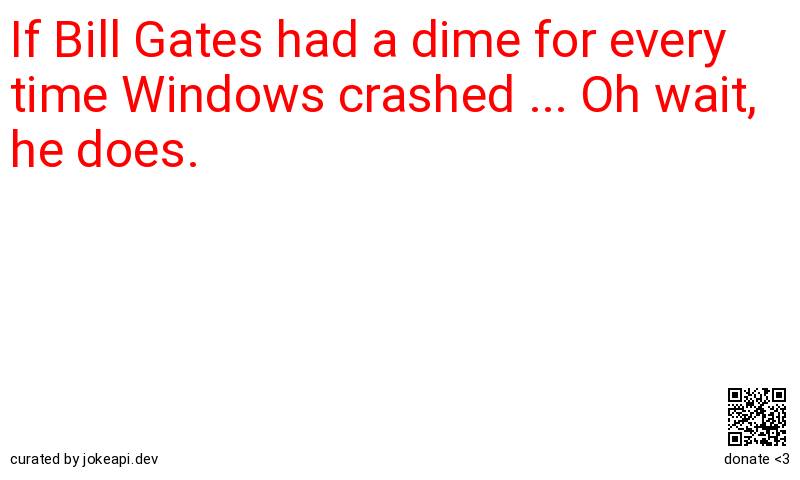 If Bill Gates had a dime for every
time Windows crashed ... Oh wait,
he does.
curated by jokeapi.dev
donate <3